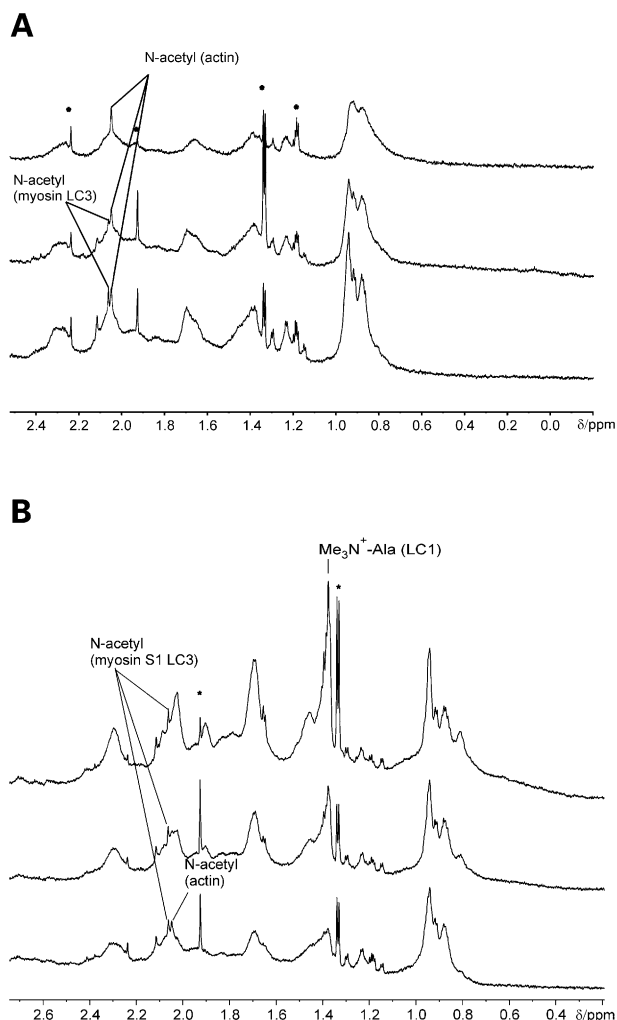 A
N-acetyl (actin)
N-acetyl
(myosin LC3)
2.4 2.2 2.0 1.8 1.6 1.4 1.2 1.0 0.8 0.6 0.4 0.2 0.0 δ/ppm
B
Me₃N⁺-Ala (LC1)
*
N-acetyl
(myosin S1 LC3)
*
N-acetyl
(actin)
2.6 2.4 2.2 2.0 1.8 1.6 1.4 1.2 1.0 0.8 0.6 0.4 δ/ppm